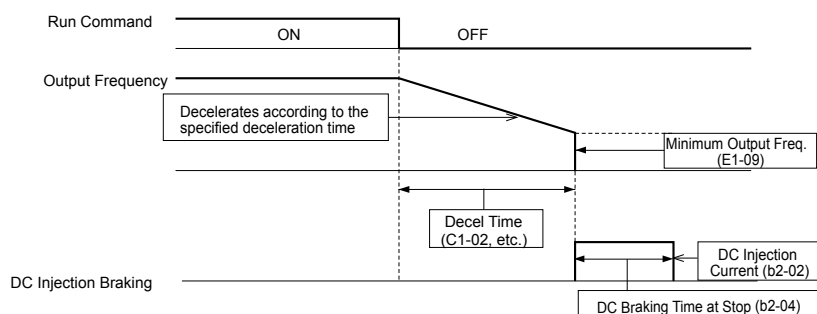 Run Command
ON
OFF
Output Frequency
Decelerates according to the
specified deceleration time
Minimum Output Freq.
(E1-09)
Decel Time
(C1-02, etc.)
DC Injection
Current (b2-02)
DC Injection Braking
DC Braking Time at Stop (b2-04)